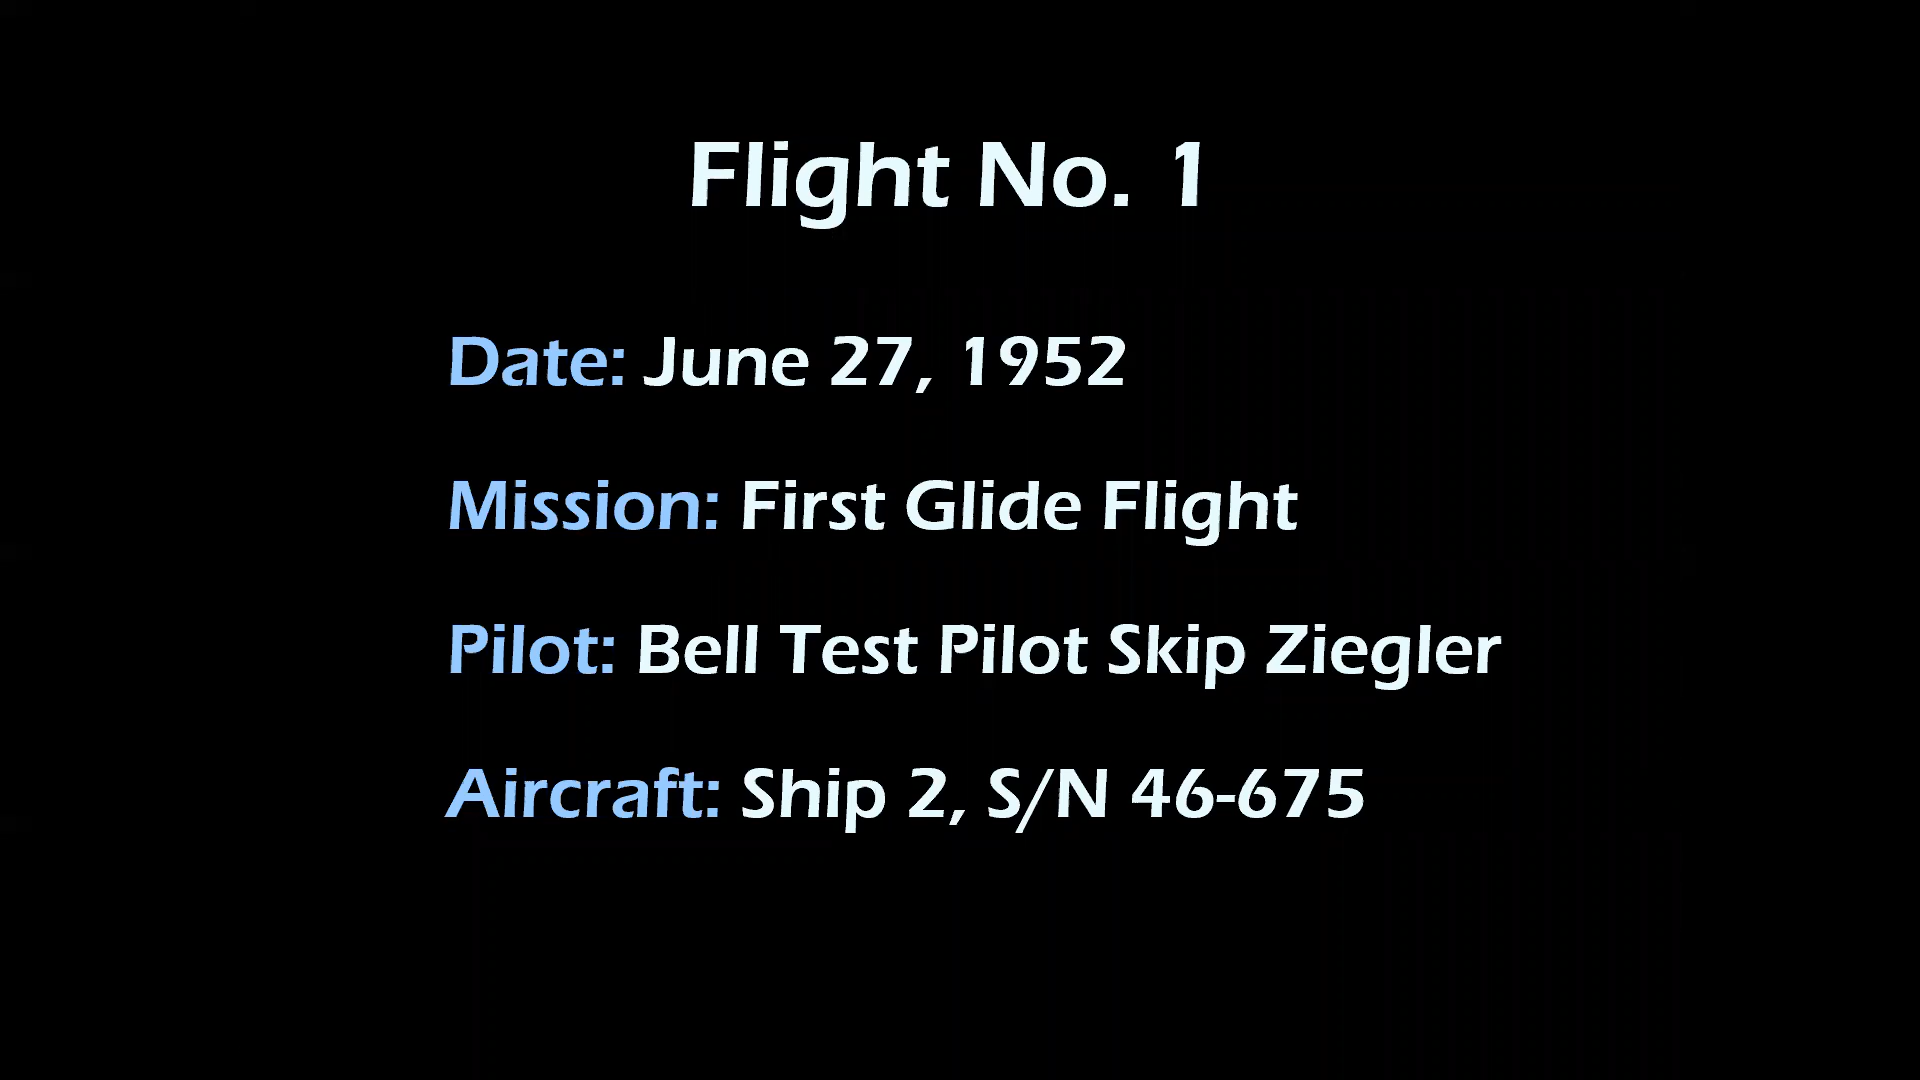 Flight No. 1
Date: June 27, 1952
Mission: First Glide Flight
Pilot: Bell Test Pilot Skip Ziegler
Aircraft: Ship 2, S/N 46-675